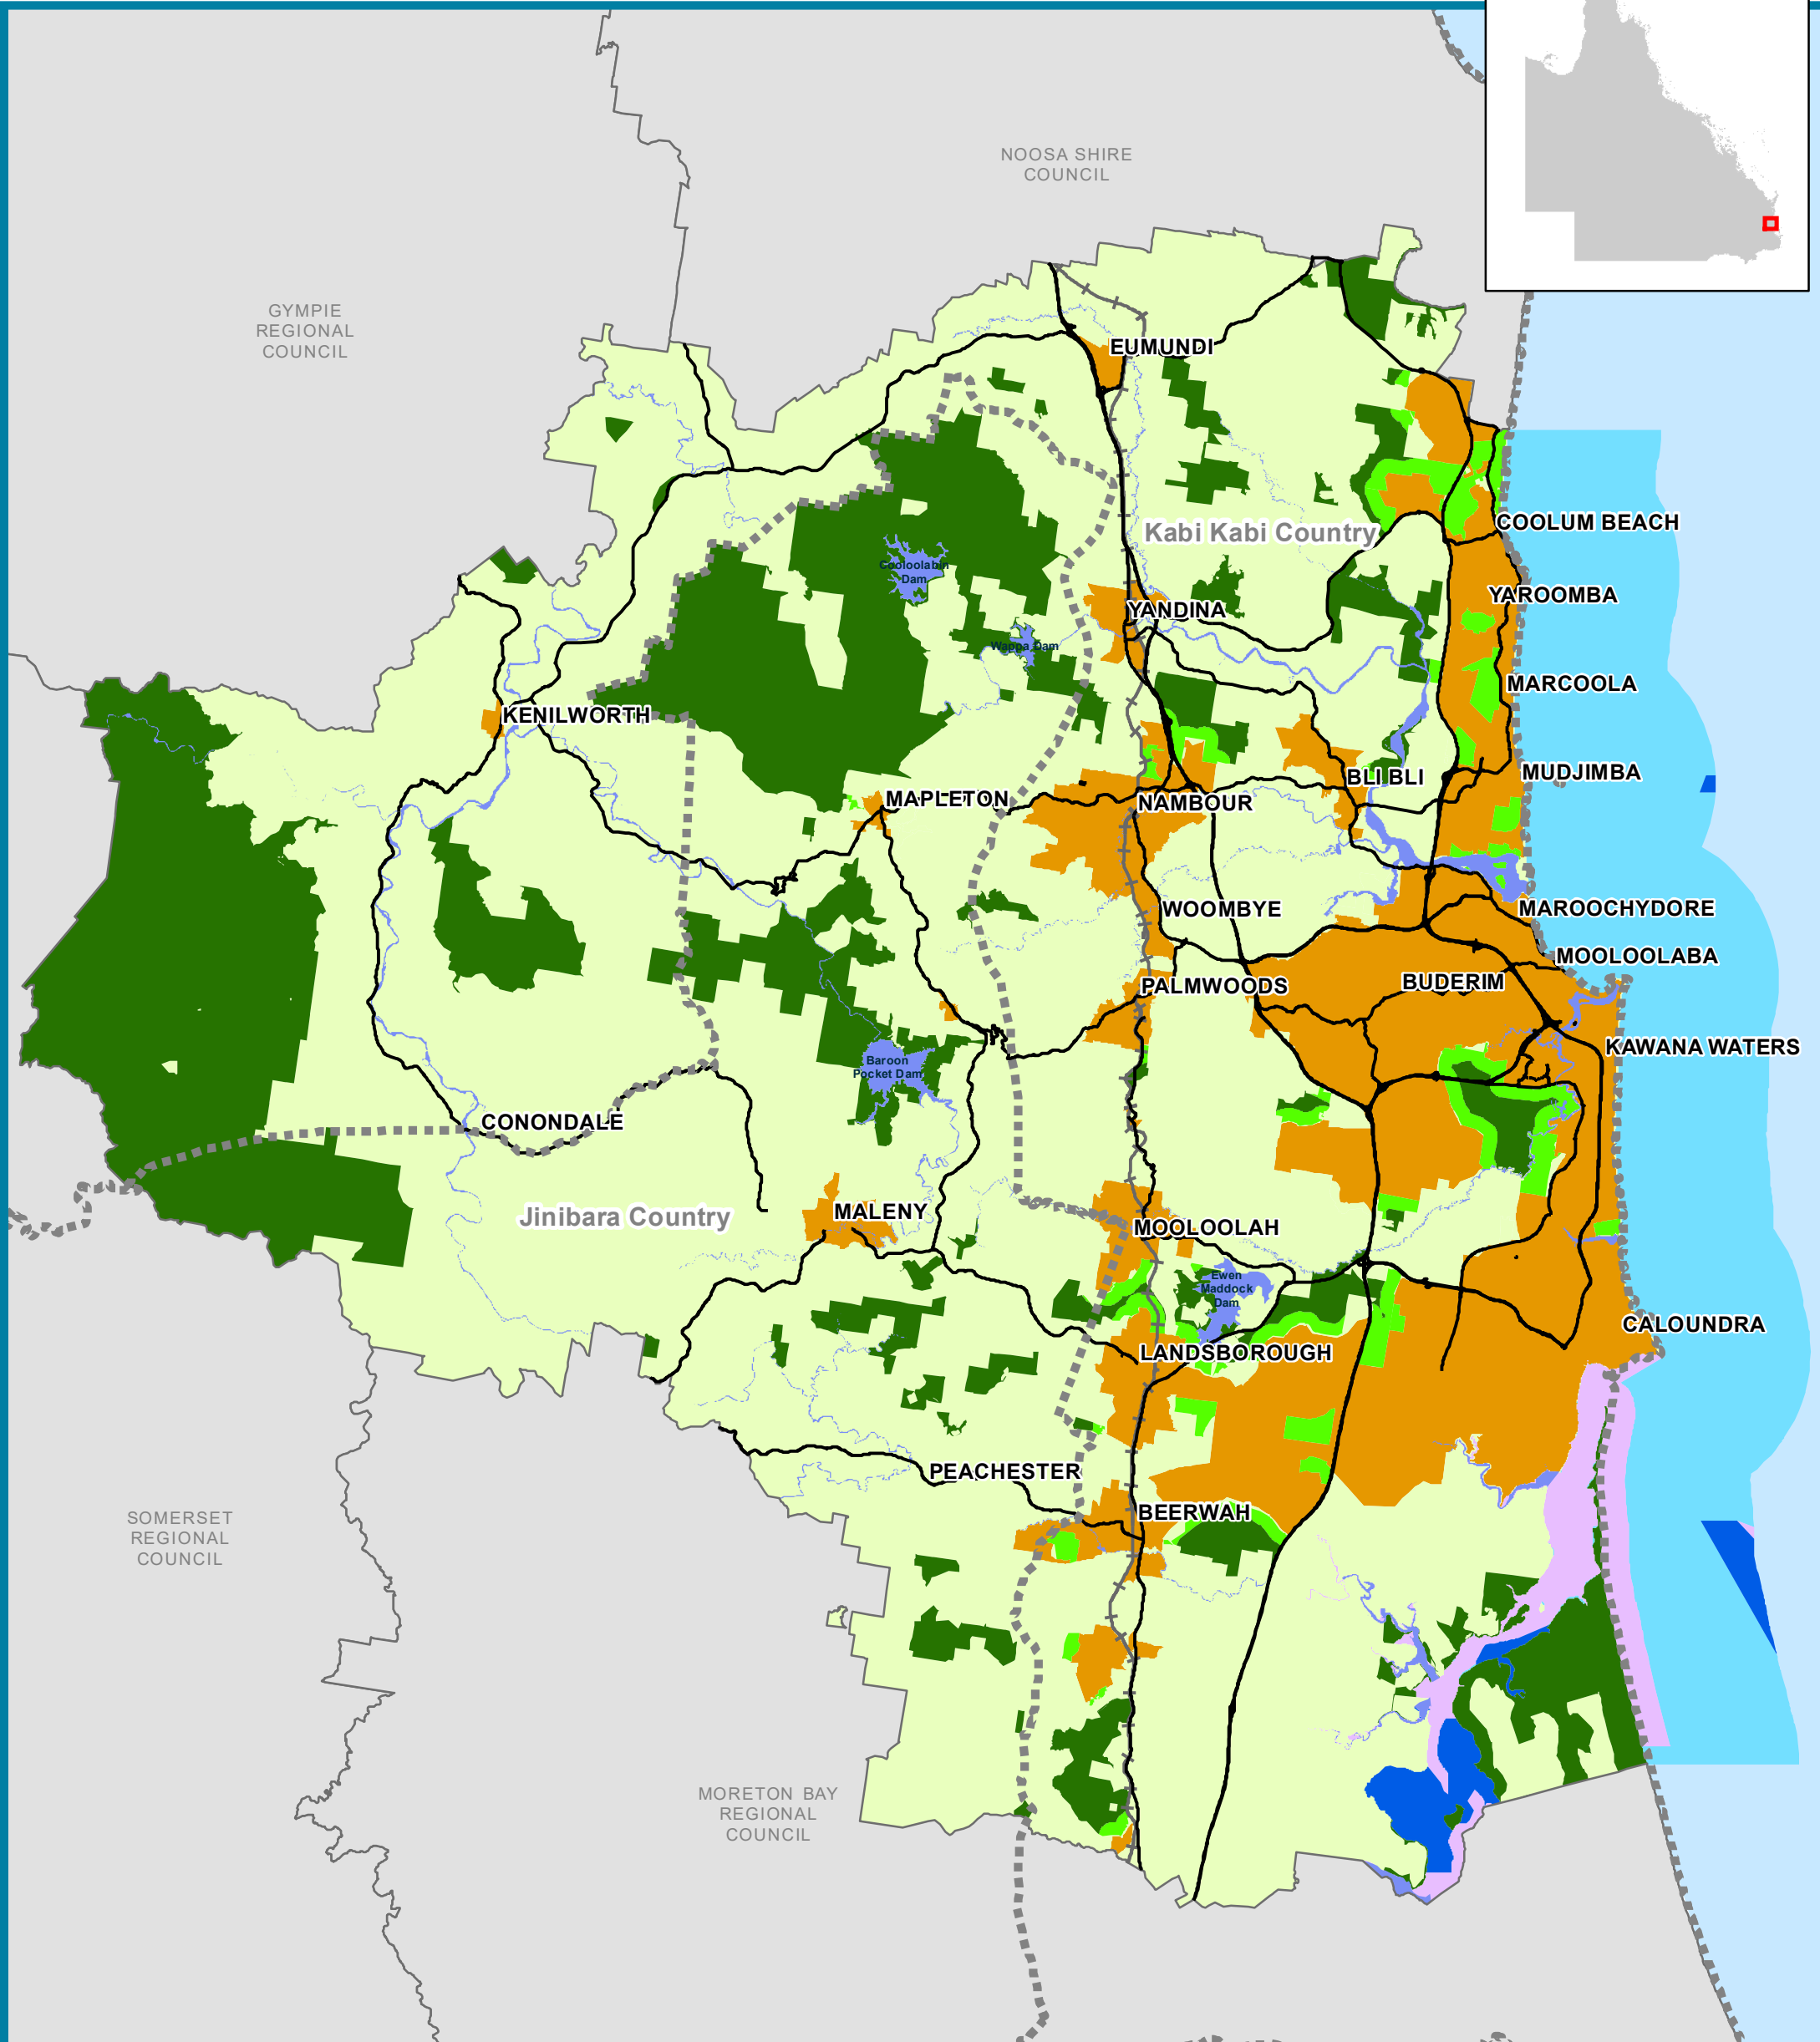 NOOSA SHIRE
COUNCIL
GYMPIE
REGIONAL
COUNCIL
EUMUNDI
COOLUM BEACH
Kabi Kabi Country
Cooloolabin
Dam
YAROOMBA
YANDINA
Wappa Dam
MARCOOLA
KENILWORTH
MUDJIMBA
BLI BLI
MAPLETON
NAMBOUR
WOOMBYE
MAROOCHYDORE
MOOLOOLABA
BUDERIM
PALMWOODS
KAWANA WATERS
Baroon
Pocket Dam
CONONDALE
MALENY
Jinibara Country
MOOLOOLAH
Ewen
Maddock
Dam
CALOUNDRA
LANDSBOROUGH
PEACHESTER
BEERWAH
SOMERSET
REGIONAL
COUNCIL
MORETON BAY
REGIONAL
COUNCIL